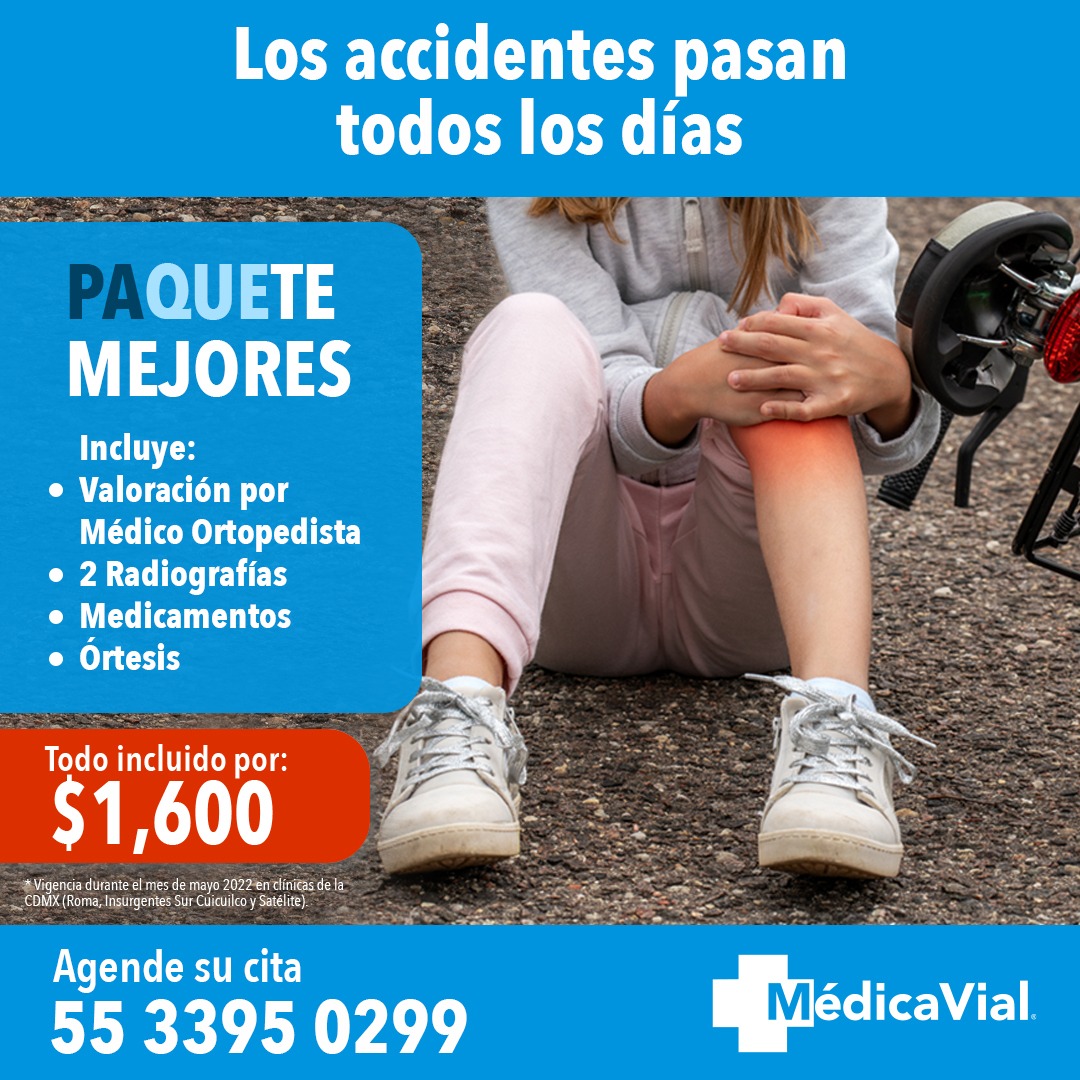 Los accidentes pasan
todos los días
PAQUETE
MEJORES
Incluye:
• Valoración por
Médico Ortopedista
• 2 Radiografías
• Medicamentos
• Órtesis
Todo incluido por:
$1,600
* Vigencia durante el mes de mayo 2022 en clínicas de la
CDMX (Roma, Insurgentes Sur Cuicuilco y Satélite).
Agende su cita
55 3395 0299
MédicaVial